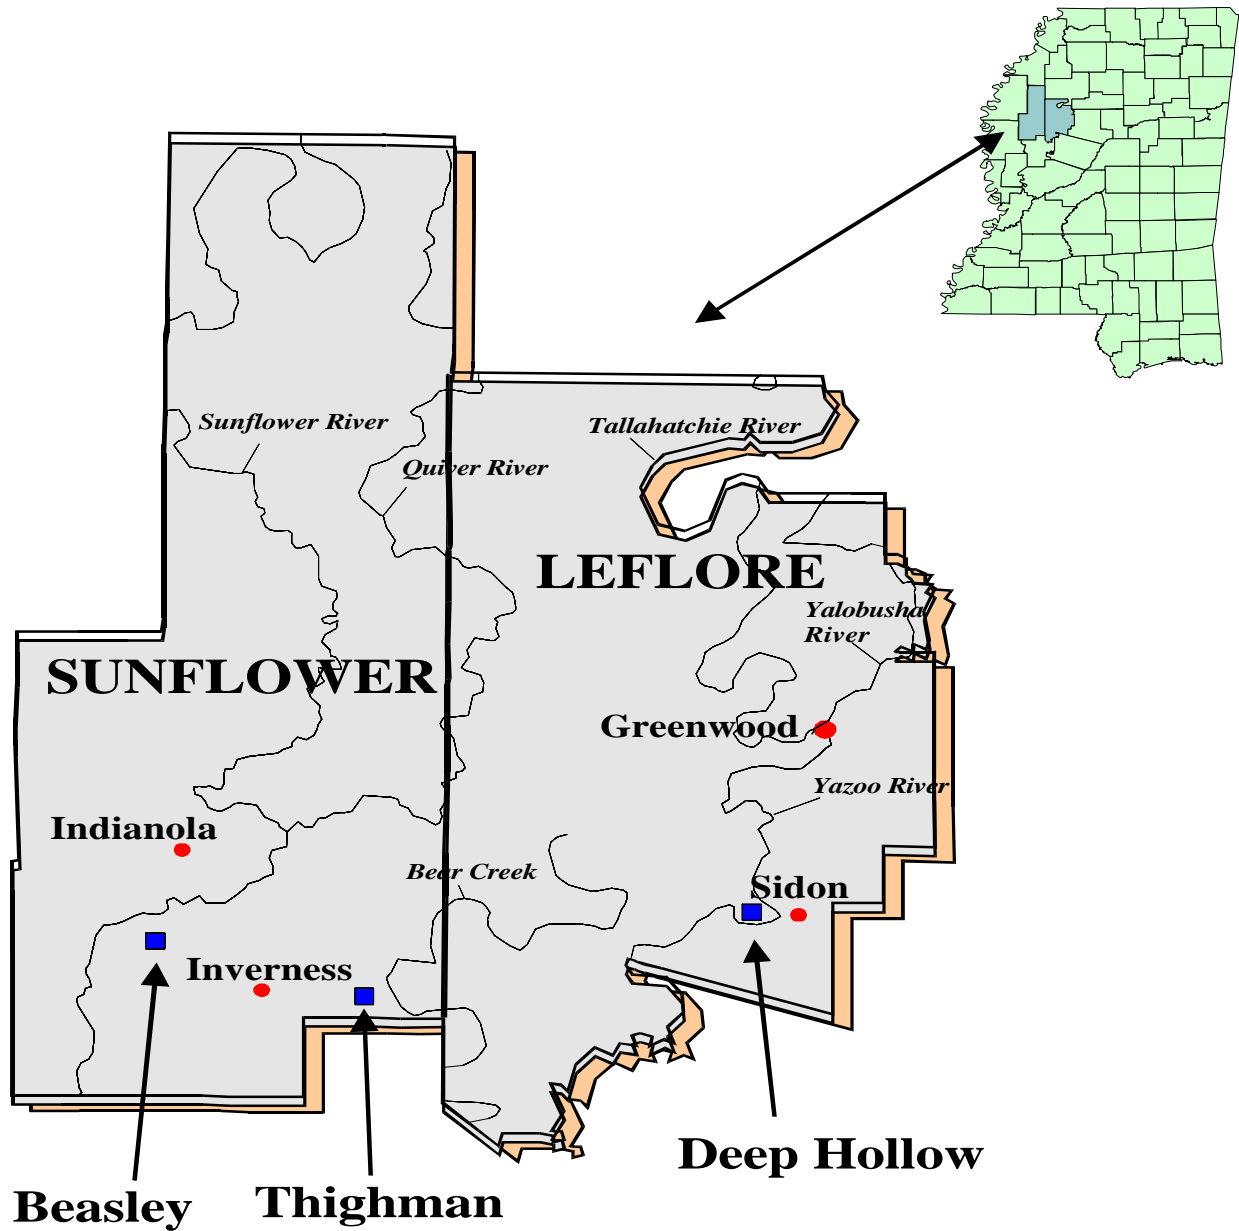 Sunflower River
Tallahatchie River
Quiver River
LEFLORE
Yalobusha
River
SUNFLOWER
Greenwood
Yazoo River
Indianola
Bear Creek
Sidon
Inverness
Deep Hollow
Beasley
Thighman